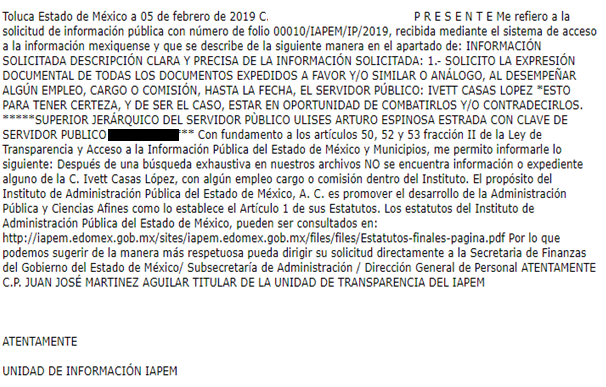 Toluca Estado de México a 05 de febrero de 2019 C. P R E S E N T E Me refiero a la
solicitud de información pública con número de folio 00010/IAPEM/IP/2019, recibida mediante el sistema de acceso
a la información mexiquense y que se describe de la siguiente manera en el apartado de: INFORMACIÓN
SOLICITADA DESCRIPCIÓN CLARA Y PRECISA DE LA INFORMACIÓN SOLICITADA: 1.- SOLICITO LA EXPRESIÓN
DOCUMENTAL DE TODAS LOS DOCUMENTOS EXPEDIDOS A FAVOR Y/O SIMILAR O ANÁLOGO, AL DESEMPEÑAR
ALGÚN EMPLEO, CARGO O COMISIÓN, HASTA LA FECHA, EL SERVIDOR PÚBLICO: IVETT CASAS LOPEZ *ESTO
PARA TENER CERTEZA, Y DE SER EL CASO, ESTAR EN OPORTUNIDAD DE COMBATIRLOS Y/O CONTRADECIRLOS.
*****SUPERIOR JERÁRQUICO DEL SERVIDOR PÙBLICO ULISES ARTURO ESPINOSA ESTRADA CON CLAVE DE
SERVIDOR PUBLICO *** Con fundamento a los artículos 50, 52 y 53 fracción II de la Ley de
Transparencia y Acceso a la Información Pública del Estado de México y Municipios, me permito informarle lo
siguiente: Después de una búsqueda exhaustiva en nuestros archivos NO se encuentra información o expediente
alguno de la C. Ivett Casas López, con algún empleo cargo o comisión dentro del Instituto. El propósito del
Instituto de Administración Pública del Estado de México, A. C. es promover el desarrollo de la Administración
Pública y Ciencias Afines como lo establece el Artículo 1 de sus Estatutos. Los estatutos del Instituto de
Administración Pública del Estado de México, pueden ser consultados en:
http://iapem.edomex.gob.mx/sites/iapem.edomex.gob.mx/files/files/Estatutos-finales-pagina.pdf Por lo que
podemos sugerir de la manera más respetuosa pueda dirigir su solicitud directamente a la Secretaria de Finanzas
del Gobierno del Estado de México/ Subsecretaría de Administración / Dirección General de Personal ATENTAMENTE
C.P. JUAN JOSÉ MARTINEZ AGUILAR TITULAR DE LA UNIDAD DE TRANSPARENCIA DEL IAPEM
ATENTAMENTE
UNIDAD DE INFORMACIÓN IAPEM